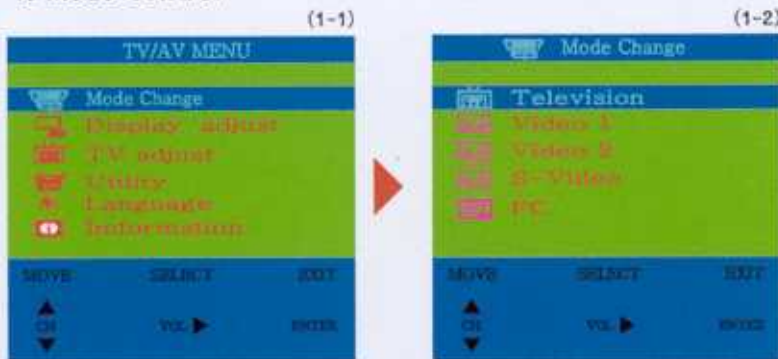 (1-1)
TV/AV MENU
Mode Change
Display adjust
TV adjust
Utility
Language
Information
MOVE SELECT EXIT
CH VOL ENTER
(1-2)
Mode Change
Television
Video 1
Video 2
S-Video
PC
MOVE SELECT EXIT
CH VOL ENTER